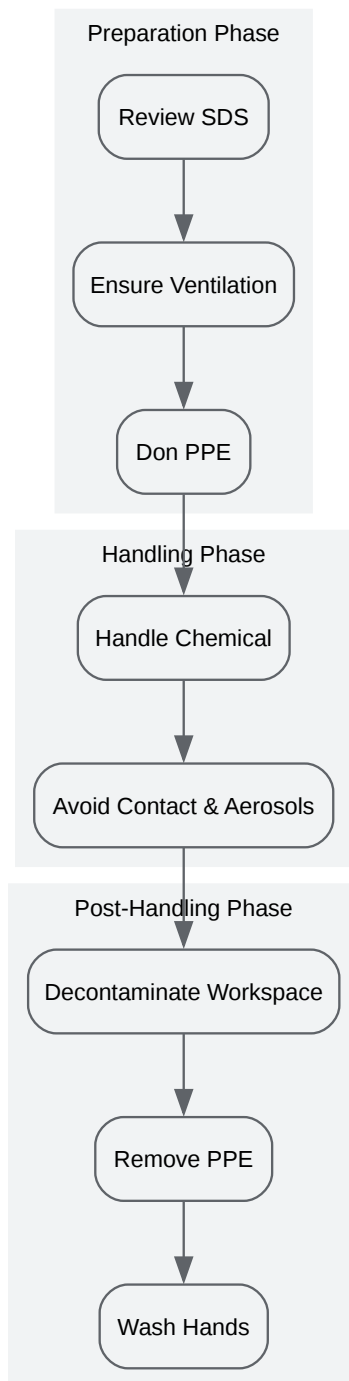 Preparation Phase
Review SDS
Ensure Ventilation
Don PPE
Handling Phase
Handle Chemical
Avoid Contact & Aerosols
Post-Handling Phase
Decontaminate Workspace
Remove PPE
Wash Hands